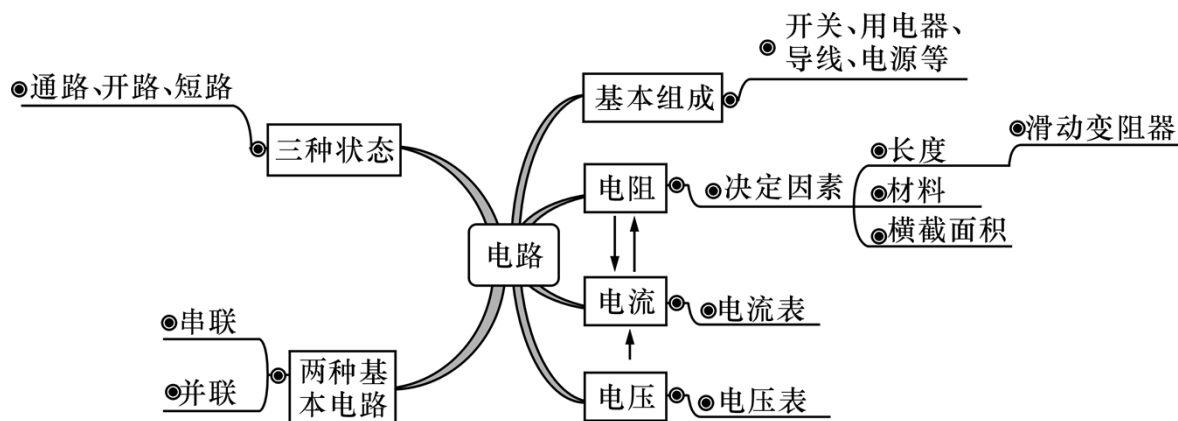 开关、用电器、
导线、电源等
基本组成
通路、开路、短路
三种状态
滑动变阻器
长度
电阻
决定因素
材料
横截面积
电路
电流
电流表
串联
并联
两种基
本电路
电压
电压表